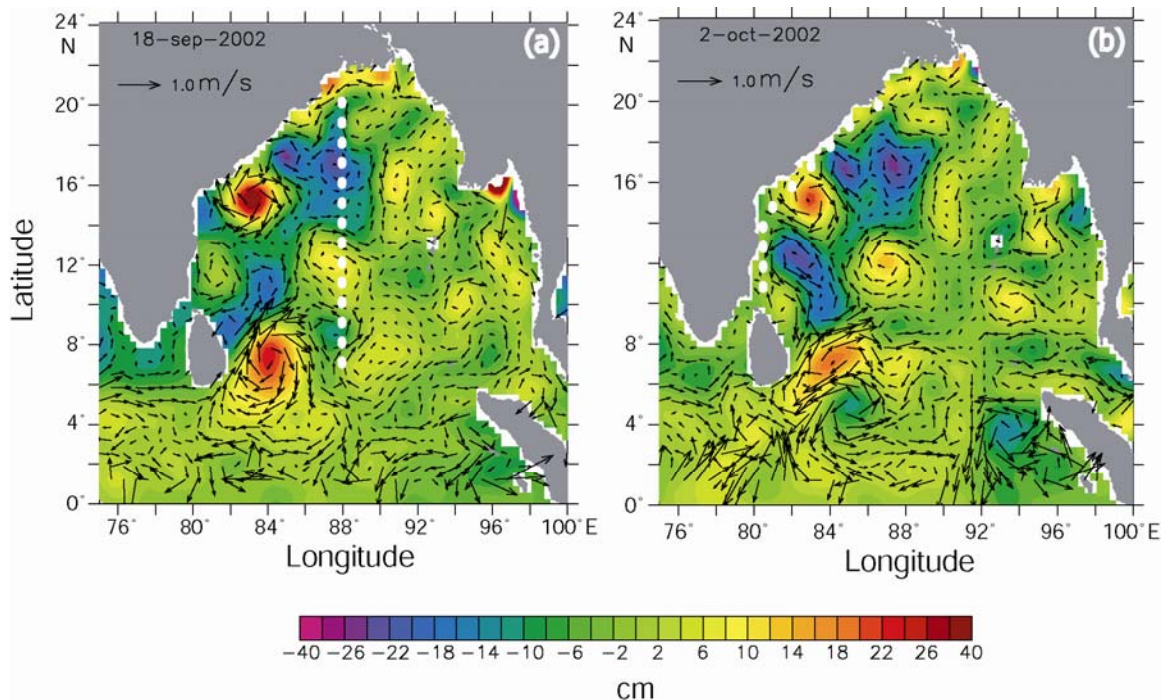 18-sep-2002 (a)
1.0 m/s
24°
N
20°
16°
12°
8°
4°
0°
76° 80° 84° 88° 92° 96° 100° E
Longitude
Latitude
2-oct-2002 (b)
1.0 m/s
24°
N
20°
16°
12°
8°
4°
0°
76° 80° 84° 88° 92° 96° 100° E
Longitude
-40 -26 -22 -18 -14 -10 -6 -2 2 6 10 14 18 22 26 40
cm